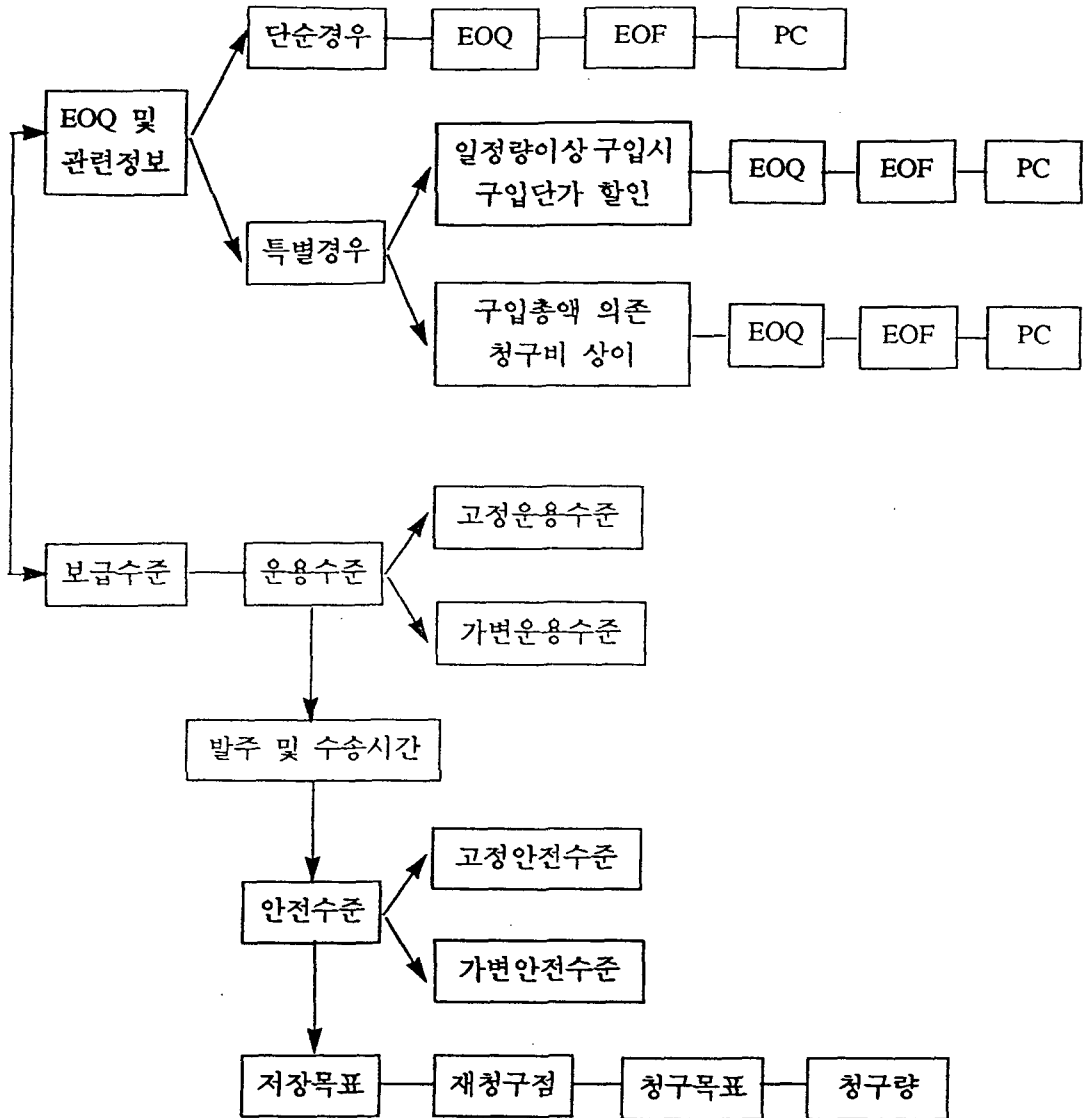 단순경우
EOQ
EOF
PC
EOQ 및
관련정보
일정량이상 구입시
구입단가 할인
EOQ
EOF
PC
특별경우
구입총액 의존
청구비 상이
EOQ
EOF
PC
고정운용수준
보급수준
운용수준
가변운용수준
발주 및 수송시간
고정안전수준
안전수준
가변안전수준
저장목표
재청구점
청구목표
청구량